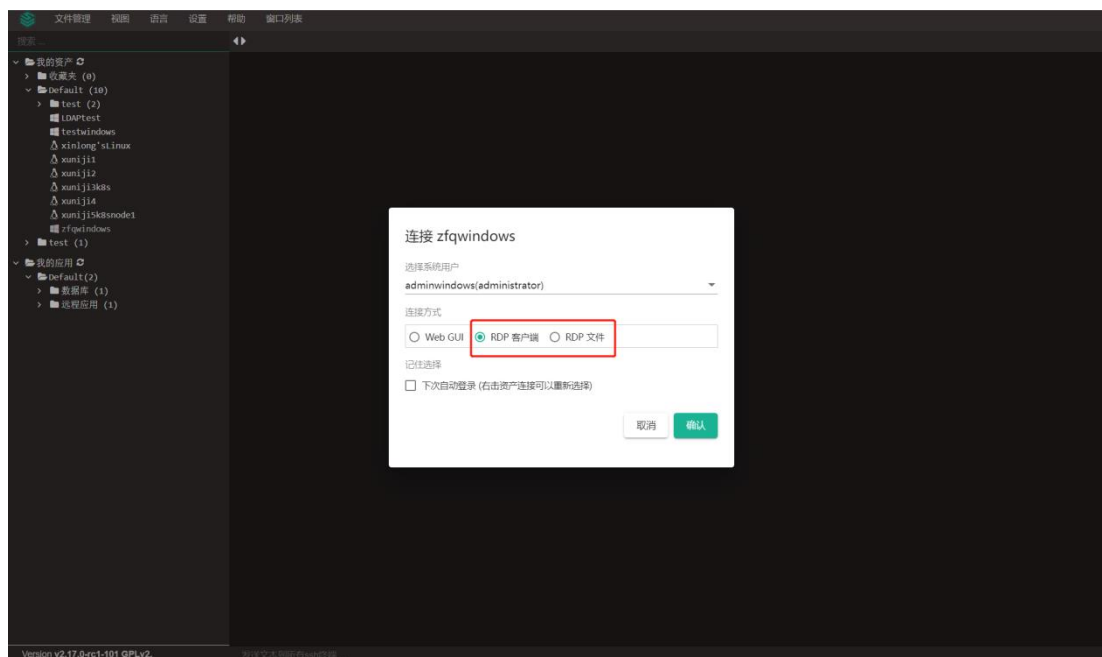 文件管理 视图 语言 设置 帮助 窗口列表
搜索 ...
我的资产
收藏夹 (0)
Default (10)
test (2)
LDAPtest
testwindows
xinlong'sLinux
xuniji1
xuniji2
xuniji3k8s
xuniji4
xuniji5k8snode1
zfqwindows
test (1)
我的应用
Default(2)
数据库 (1)
远程应用 (1)
连接 zfqwindows
选择系统用户
adminwindows(administrator)
连接方式
Web GUI RDP 客户端 RDP 文件
记住选择
下次自动登录 (右击资产连接可以重新选择)
取消 确认
Version v2.17.0-rc1-101 GPLv2.